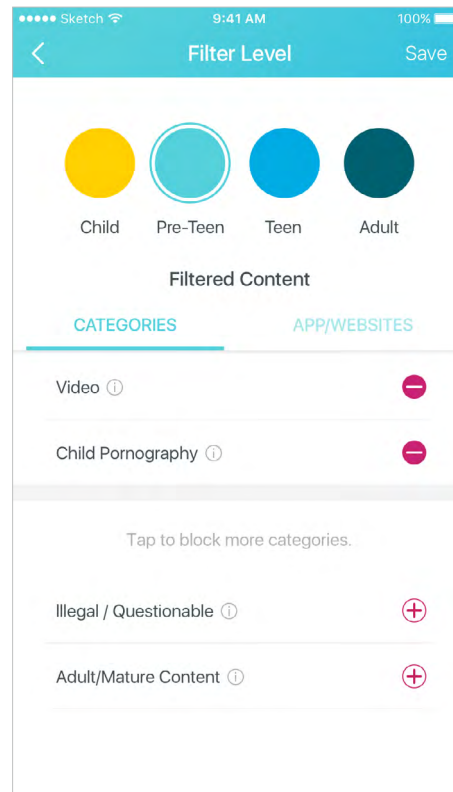 Sketch 9:41 AM 100%
Filter Level Save
Child Pre-Teen Teen Adult
Filtered Content
CATEGORIES APP/WEBSITES
Video
Child Pornography
Tap to block more categories.
Illegal / Questionable
Adult/Mature Content